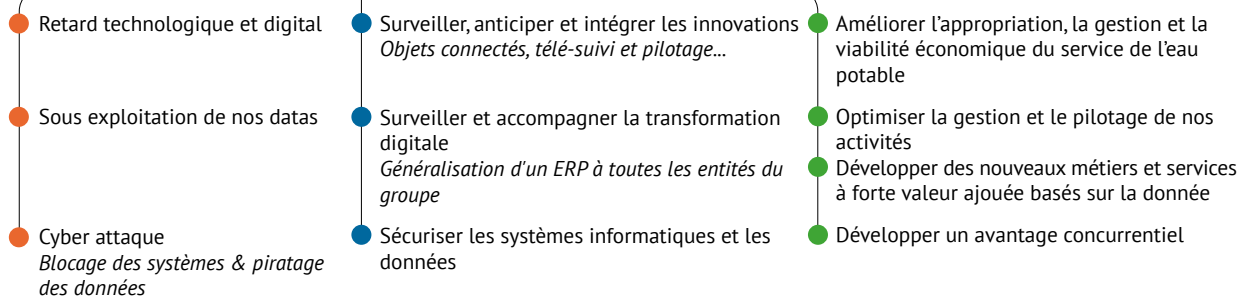 Retard technologique et digital
Sous exploitation de nos datas
Cyber attaque
Blocage des systèmes & piratage
des données
Surveiller, anticiper et intégrer les innovations
Objets connectés, télé-suivi et pilotage...
Surveiller et accompagner la transformation
digitale
Généralisation d'un ERP à toutes les entités du
groupe
Sécuriser les systèmes informatiques et les
données
Améliorer l’appropriation, la gestion et la
viabilité économique du service de l’eau
potable
Optimiser la gestion et le pilotage de nos
activités
Développer des nouveaux métiers et services
à forte valeur ajoutée basés sur la donnée
Développer un avantage concurrentiel